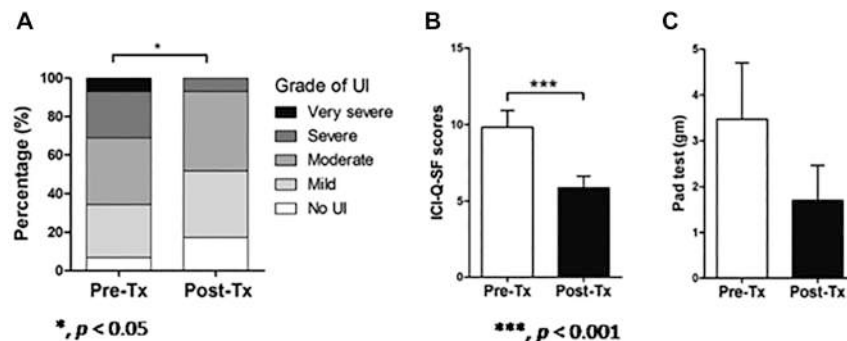 A
*
Percentage (%)
100
80
60
40
20
0
Pre-Tx Post-Tx
Grade of UI
Very severe
Severe
Moderate
Mild
No UI
*, p < 0.05
B
***
ICI-Q-SF scores
15
10
5
0
Pre-Tx Post-Tx
***, p < 0.001
C
Pad test (gm)
5
4
3
2
1
0
Pre-Tx Post-Tx